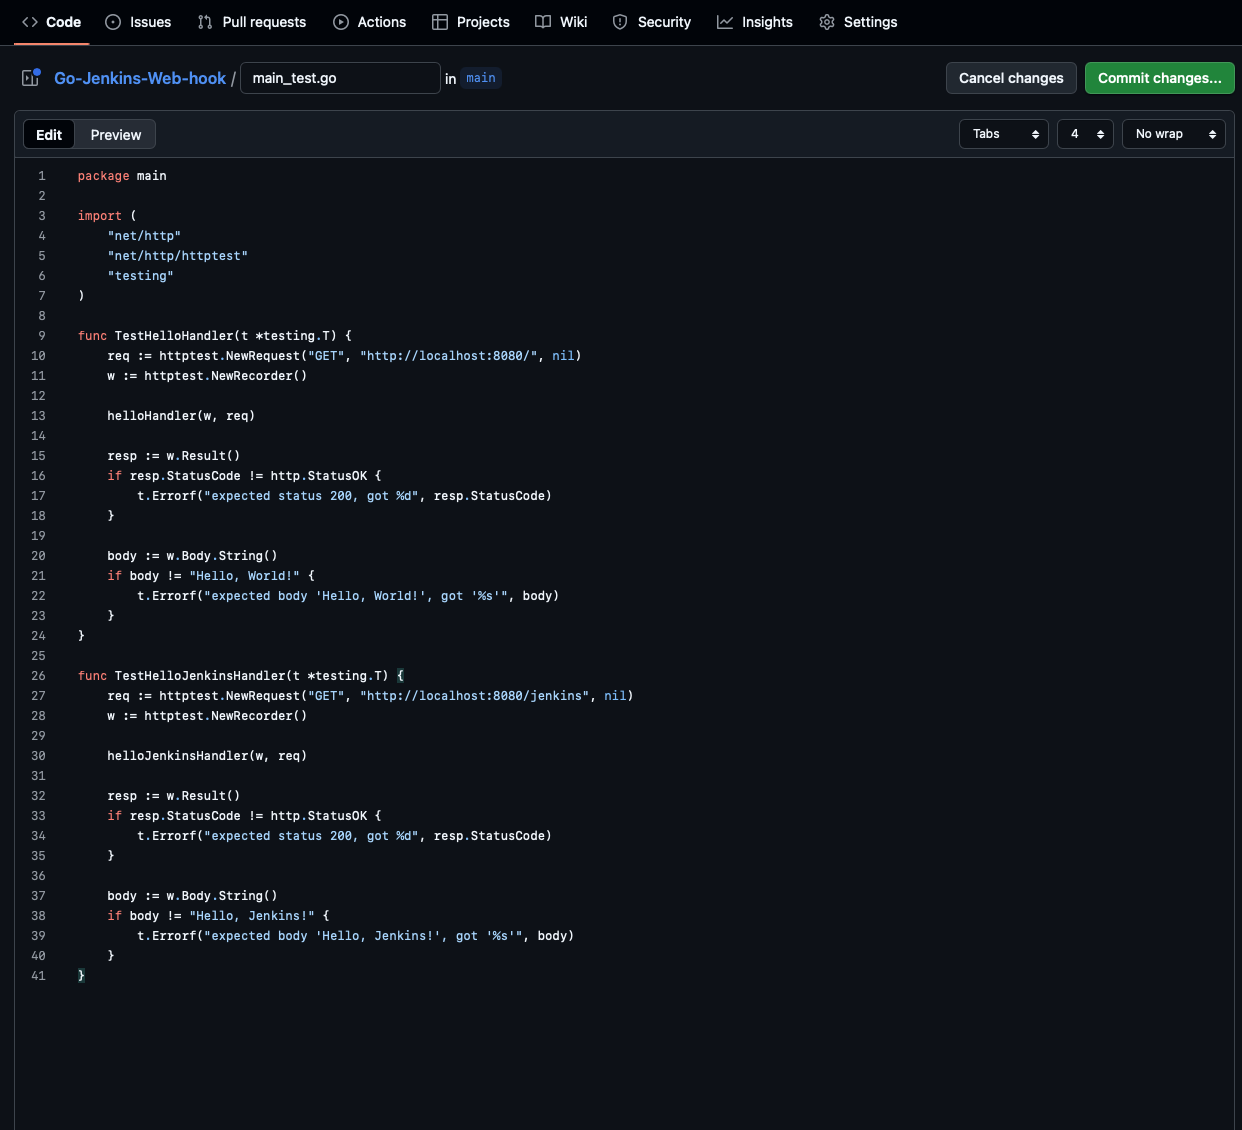 Code Issues Pull requests Actions Projects Wiki Security Insights Settings
Go-Jenkins-Web-hook / main_test.go in main Cancel changes Commit changes...
Edit Preview Tabs 4 No wrap
1 package main
2
3 import (
4     "net/http"
5     "net/http/httptest"
6     "testing"
7 )
8
9 func TestHelloHandler(t *testing.T) {
10     req := httptest.NewRequest("GET", "http://localhost:8080/", nil)
11     w := httptest.NewRecorder()
12
13     helloHandler(w, req)
14
15     resp := w.Result()
16     if resp.StatusCode != http.StatusOK {
17         t.Errorf("expected status 200, got %d", resp.StatusCode)
18     }
19
20     body := w.Body.String()
21     if body != "Hello, World!" {
22         t.Errorf("expected body 'Hello, World!', got '%s'", body)
23     }
24 }
25
26 func TestHelloJenkinsHandler(t *testing.T) {
27     req := httptest.NewRequest("GET", "http://localhost:8080/jenkins", nil)
28     w := httptest.NewRecorder()
29
30     helloJenkinsHandler(w, req)
31
32     resp := w.Result()
33     if resp.StatusCode != http.StatusOK {
34         t.Errorf("expected status 200, got %d", resp.StatusCode)
35     }
36
37     body := w.Body.String()
38     if body != "Hello, Jenkins!" {
39         t.Errorf("expected body 'Hello, Jenkins!', got '%s'", body)
40     }
41 }